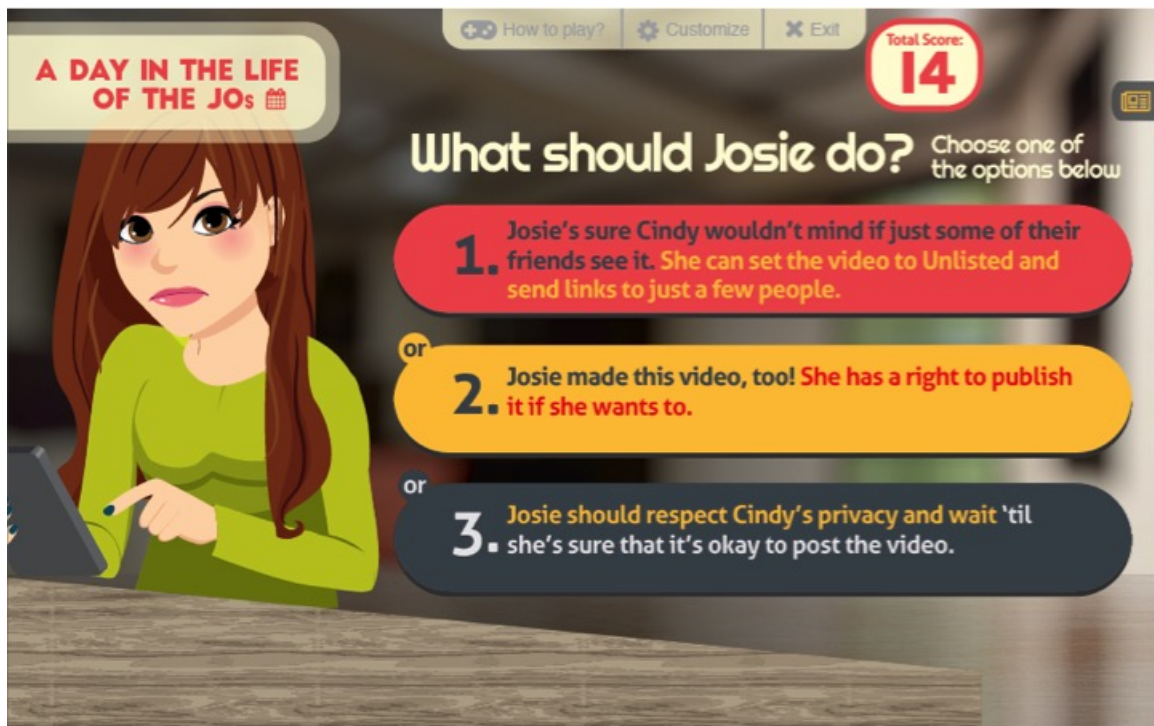 How to play?
Customize
Exit
Total Score:
14
A DAY IN THE LIFE
OF THE JOs
What should Josie do?
Choose one of
the options below
1.
Josie's sure Cindy wouldn't mind if just some of their
friends see it. She can set the video to Unlisted and
send links to just a few people.
or
2.
Josie made this video, too! She has a right to publish
it if she wants to.
or
3.
Josie should respect Cindy's privacy and wait ‘til
she's sure that it's okay to post the video.